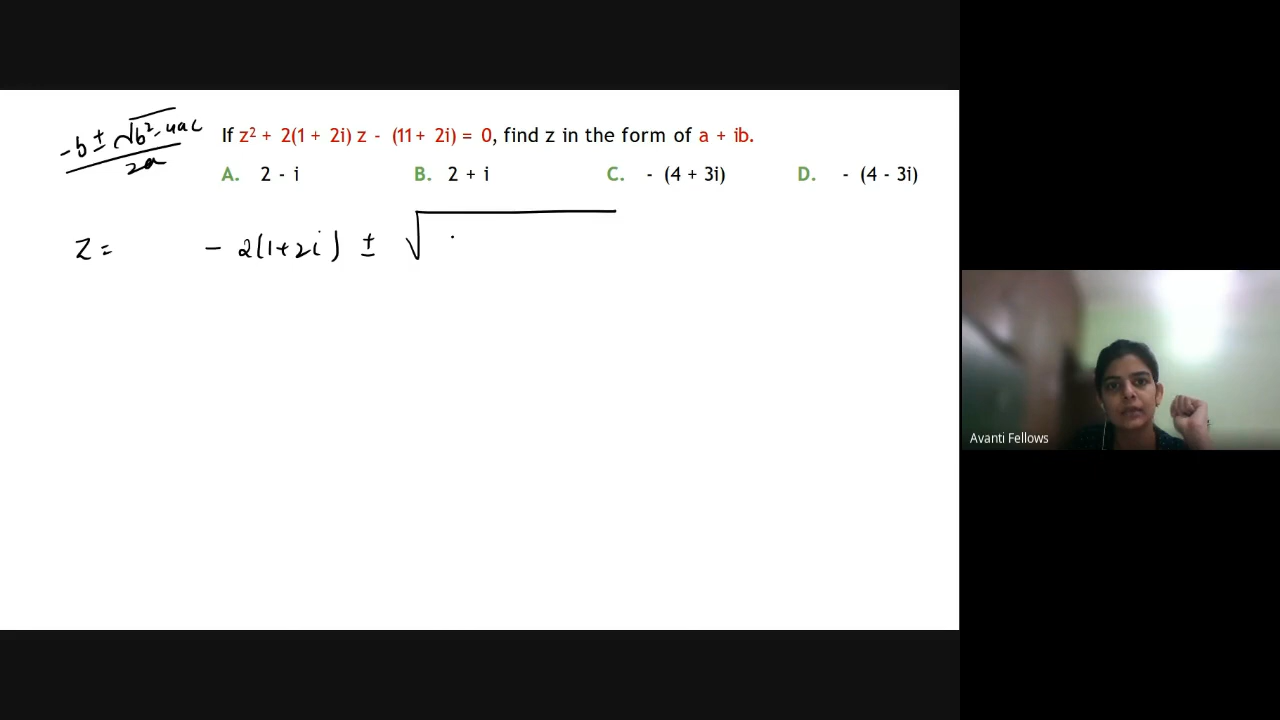 -b ± √b² - 4ac
2a
If z² + 2(1 + 2i) z - (11+ 2i) = 0, find z in the form of a + ib.
A. 2 - i B. 2 + i C. - (4 + 3i) D. - (4 - 3i)
z = - 2(1+2i) ± √
Avanti Fellows